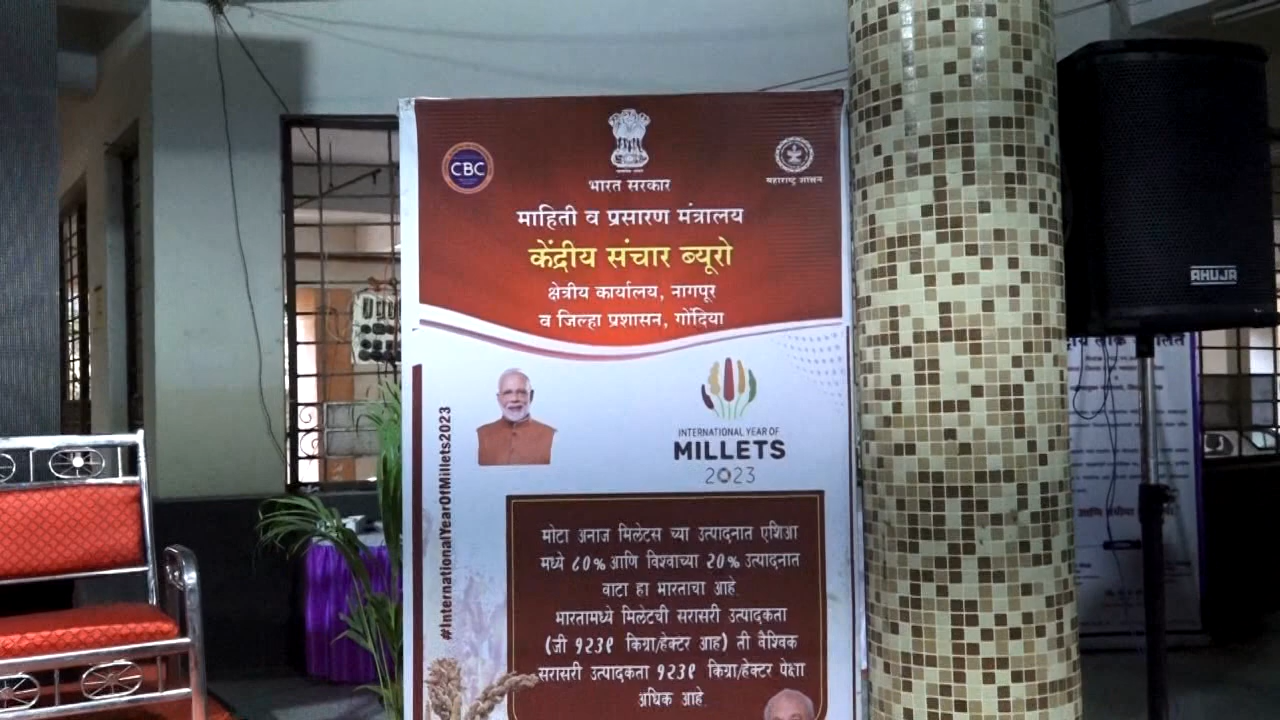 CBC
भारत सरकार
महाराष्ट्र शासन
माहिती व प्रसारण मंत्रालय
केंद्रीय संचार ब्यूरो
क्षेत्रीय कार्यालय, नागपूर
व जिल्हा प्रशासन, गोंदिया
#InternationalYearOfMillets2023
INTERNATIONAL YEAR OF
MILLETS
2023
मोटा अनाज मिलेटस च्या उत्पादनात एशिआ
मध्ये ८०% आणि विश्वाच्या २०% उत्पादनात
वाटा हा भारताचा आहे
भारतामध्ये मिलेटची सरासरी उत्पादकता
(जी १२३९ किग्रा/हेक्टर आह) ती वैश्विक
सरासरी उत्पादकता १२३९ किग्रा/हेक्टर पेक्षा
अधिक आहे
AHUJA